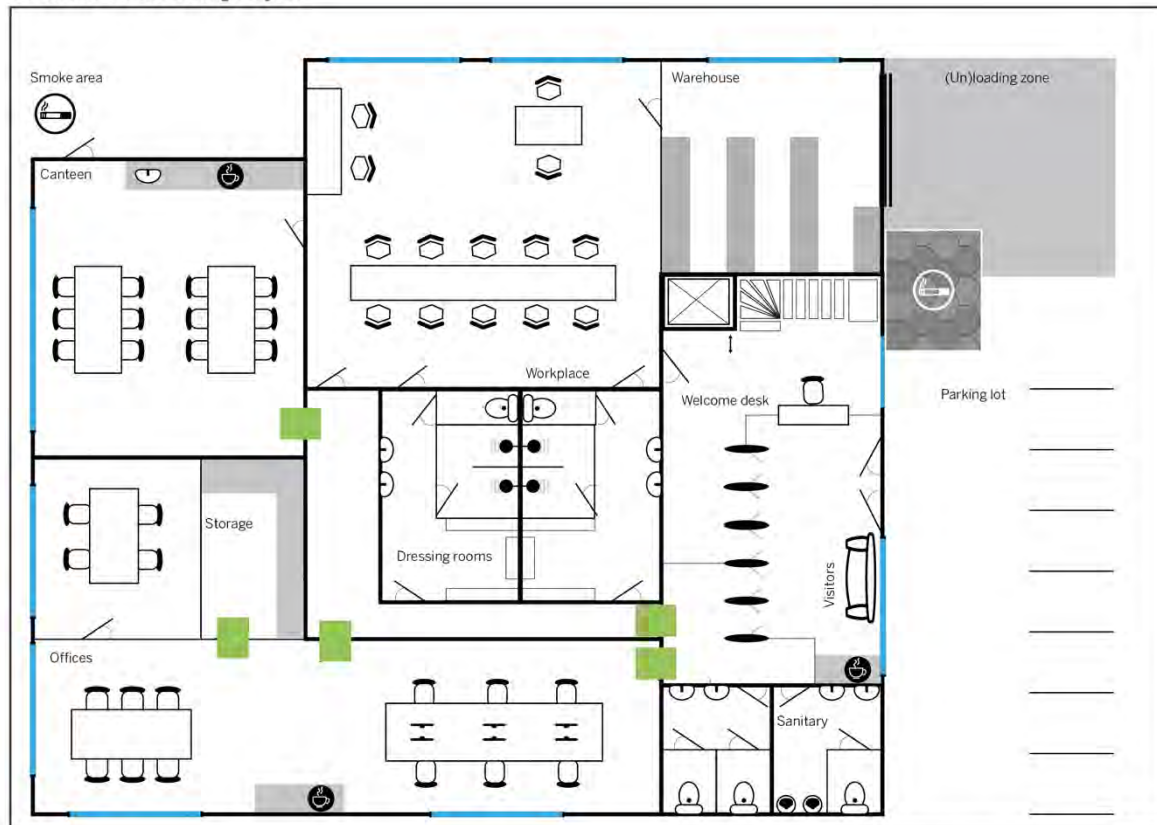 Smoke area
Warehouse
(Un)loading zone
Canteen
Workplace
Welcome desk
Parking lot
Storage
Dressing rooms
Visitors
Offices
Sanitary